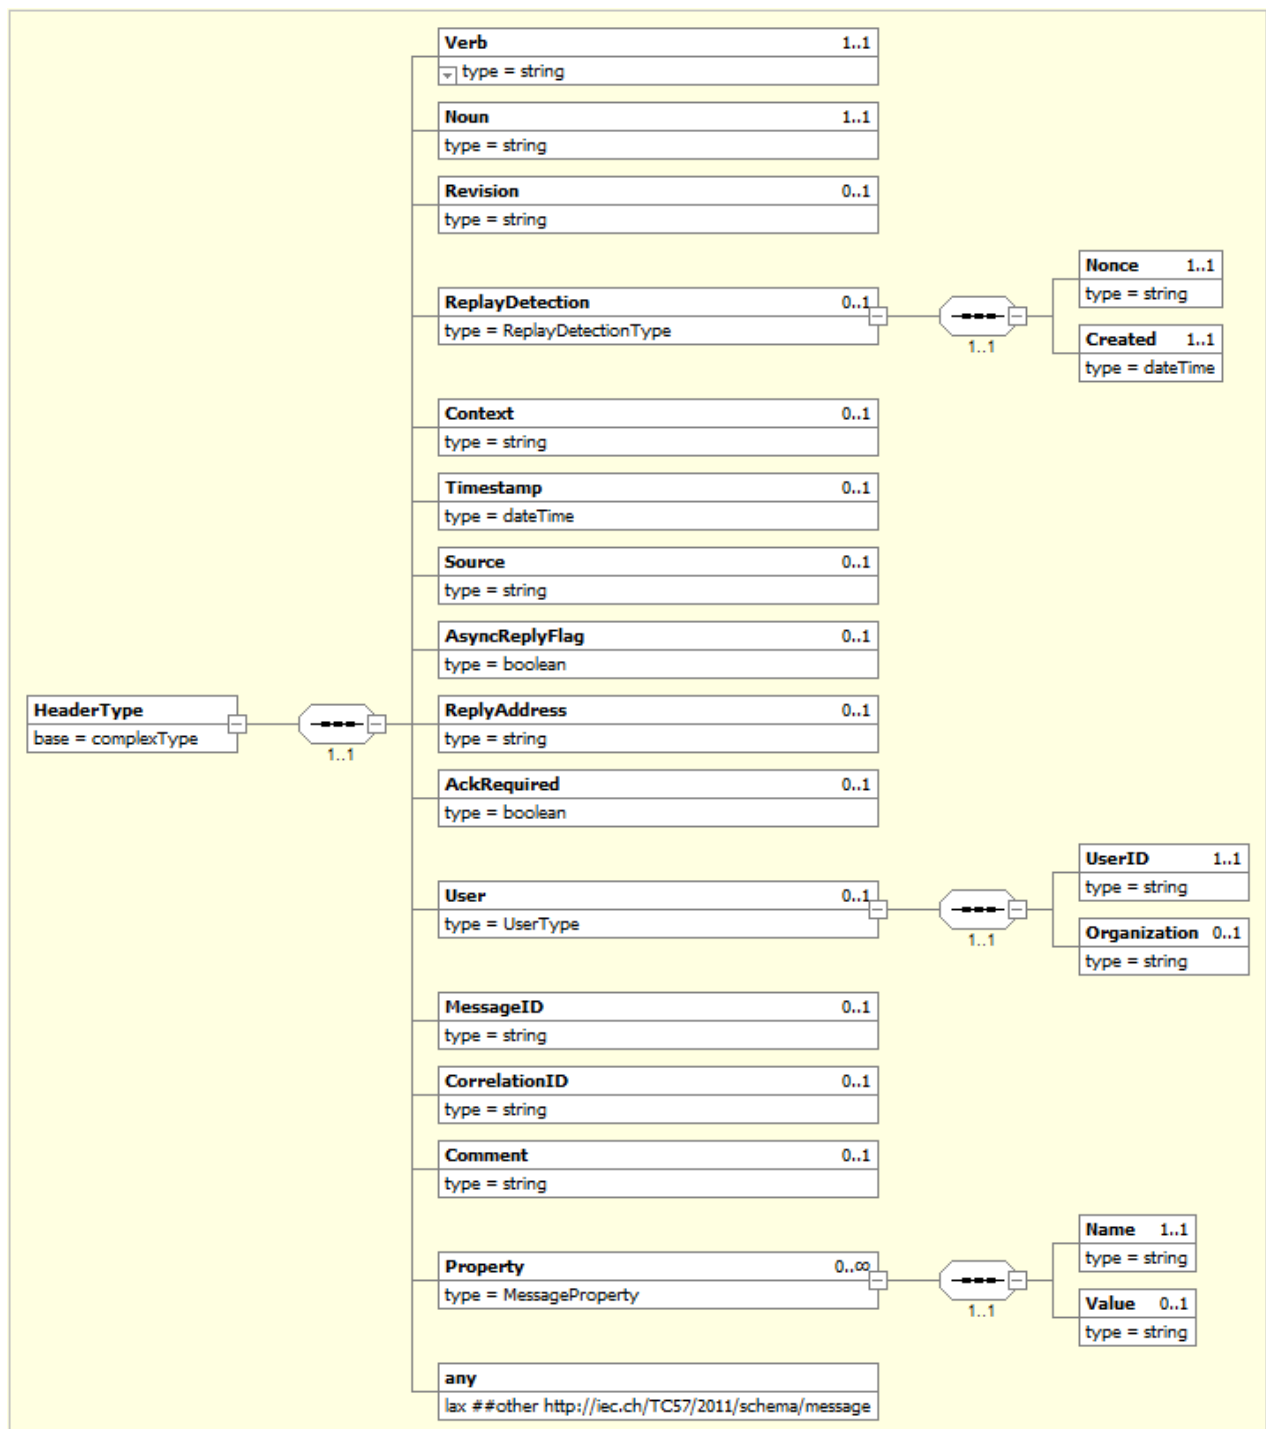 Verb 1..1
type = string
Noun 1..1
type = string
Revision 0..1
type = string
ReplayDetection 0..1
type = ReplayDetectionType
1..1
Nonce 1..1
type = string
Created 1..1
type = dateTime
Context 0..1
type = string
Timestamp 0..1
type = dateTime
Source 0..1
type = string
AsyncReplyFlag 0..1
type = boolean
HeaderType
base = complexType
1..1
ReplyAddress 0..1
type = string
AckRequired 0..1
type = boolean
User 0..1
type = UserType
1..1
UserID 1..1
type = string
Organization 0..1
type = string
MessageID 0..1
type = string
CorrelationID 0..1
type = string
Comment 0..1
type = string
Property 0..∞
type = MessageProperty
1..1
Name 1..1
type = string
Value 0..1
type = string
any
lax ##other http://iec.ch/TC57/2011/schema/message